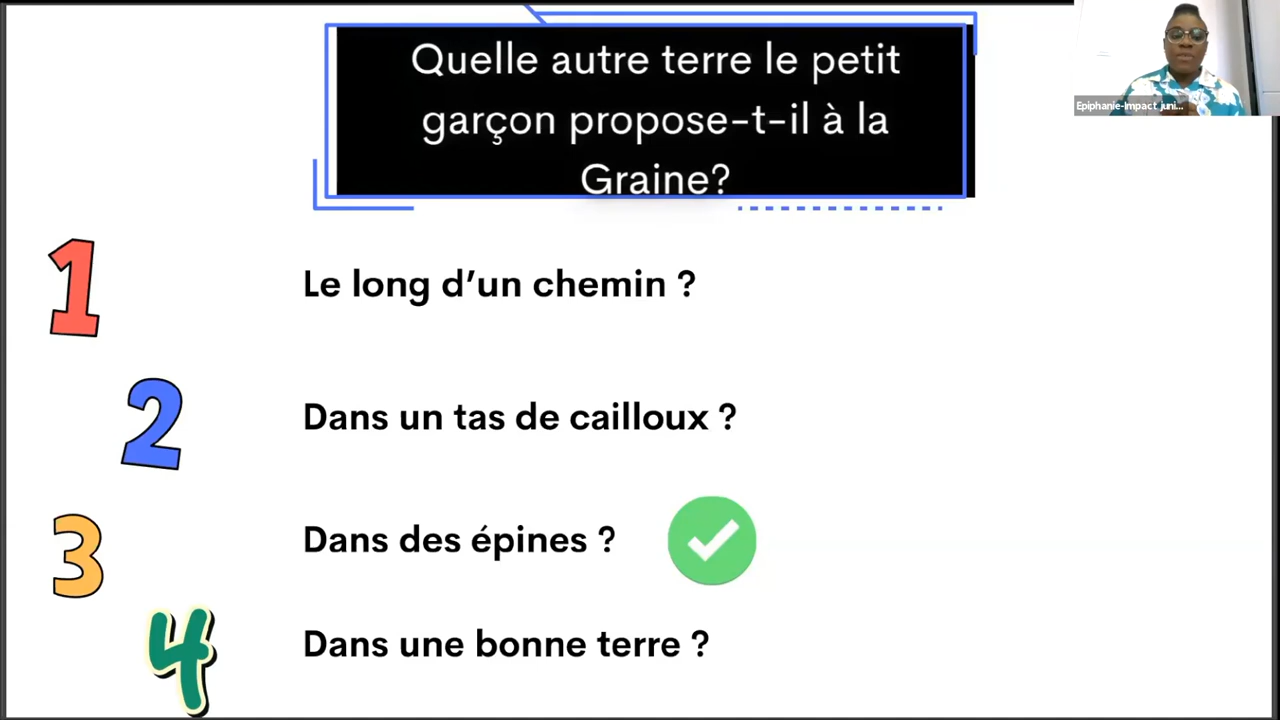 Quelle autre terre le petit
garçon propose-t-il à la
Graine?
Epiphanie-Impact juni...
1
Le long d’un chemin ?
2
Dans un tas de cailloux ?
3
Dans des épines ?
4
Dans une bonne terre ?